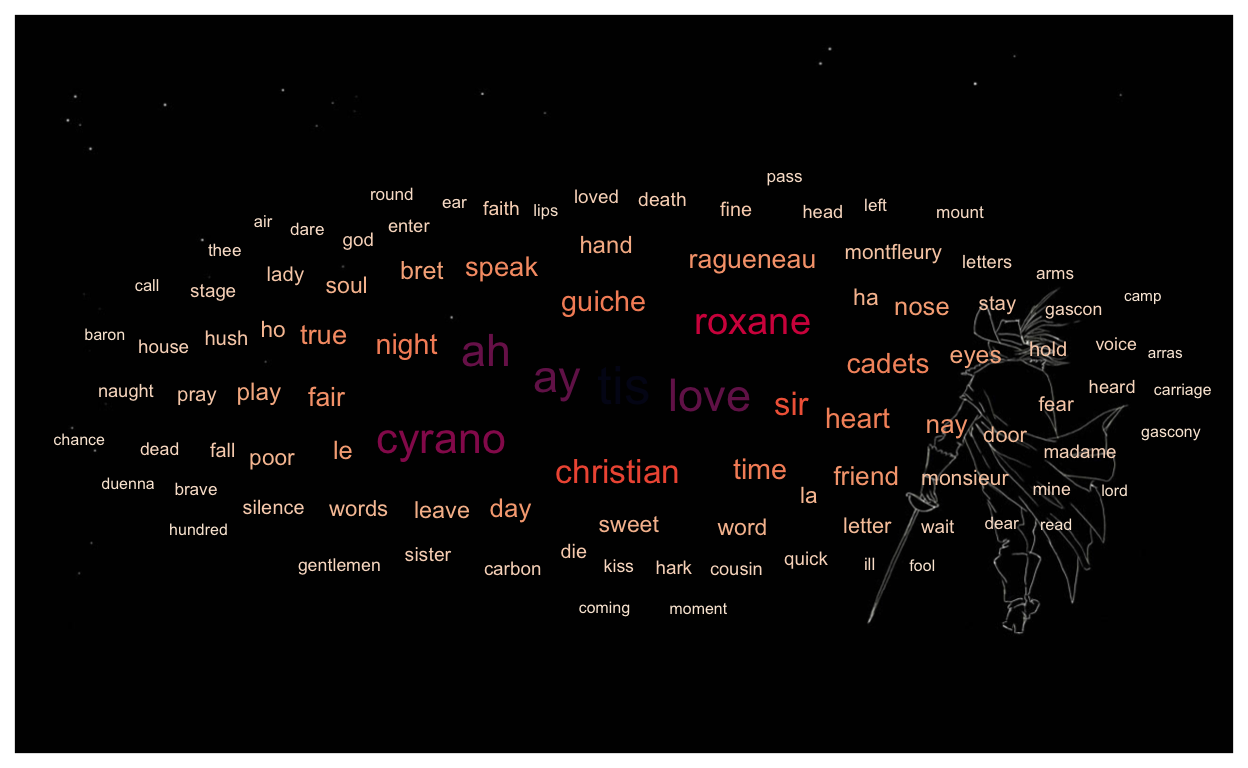 pass
round
ear
faith
lips
loved
death
fine
head
left
mount
air
dare
god
enter
thee
lady
soul
bret
speak
hand
ragueneau
montfleury
letters
arms
call
stage
guiche
ha
nose
stay
gascon
camp
baron
house
hush
ho
true
night
ah
roxane
cadets
eyes
hold
voice
arras
naught
pray
play
fair
ay
tis
love
sir
heart
nay
fear
heard
carriage
chance
dead
fall
poor
le
cyrano
christian
time
friend
door
monsieur
madame
gascony
duenna
brave
la
mine
lord
hundred
silence
words
leave
day
sweet
word
letter
wait
dear
read
gentlemen
sister
carbon
die
kiss
hark
cousin
quick
ill
fool
coming
moment